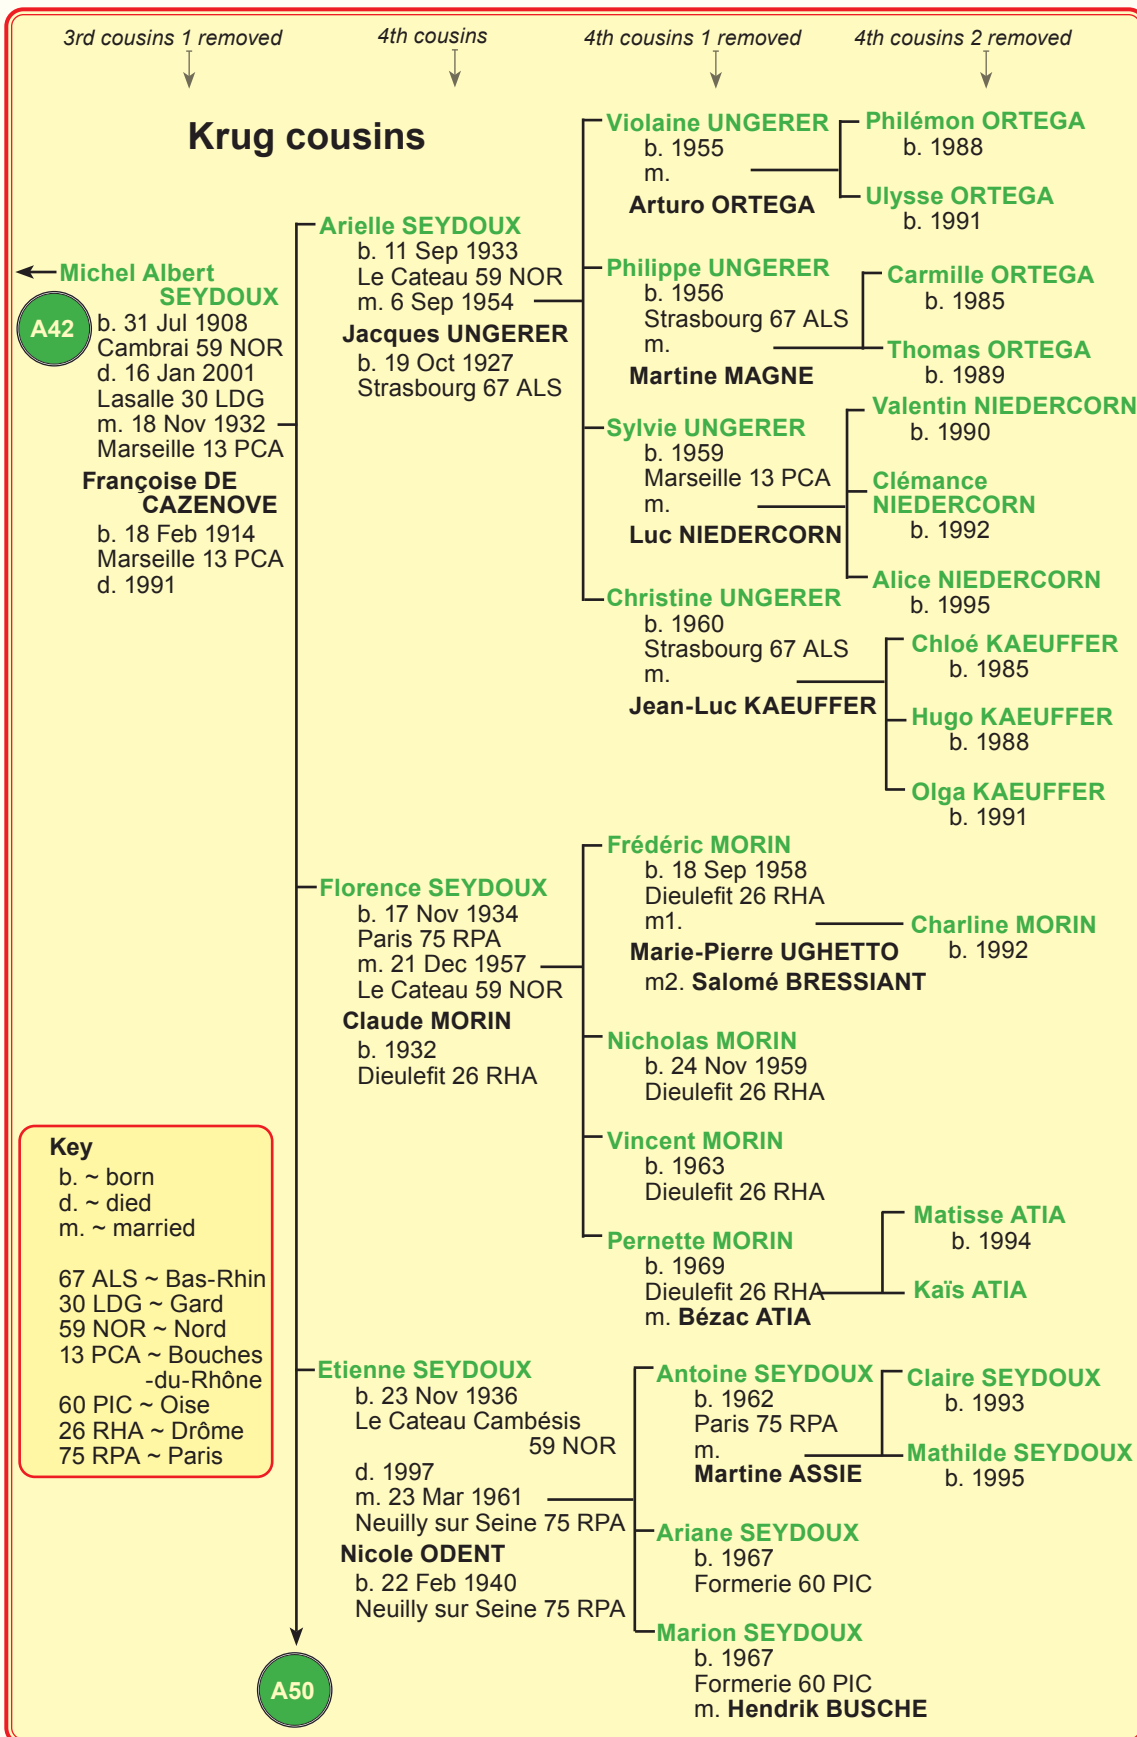 3rd cousins 1 removed
4th cousins
4th cousins 1 removed
4th cousins 2 removed
Krug cousins
Michel Albert
SEYDOUX
A42
b. 31 Jul 1908
Cambrai 59 NOR
d. 16 Jan 2001
Lasalle 30 LDG
m. 18 Nov 1932
Marseille 13 PCA
Françoise DE
CAZENOVE
b. 18 Feb 1914
Marseille 13 PCA
d. 1991
Arielle SEYDOUX
b. 11 Sep 1933
Le Cateau 59 NOR
m. 6 Sep 1954
Jacques UNGERER
b. 19 Oct 1927
Strasbourg 67 ALS
Violaine UNGERER
b. 1955
m.
Arturo ORTEGA
Philémon ORTEGA
b. 1988
Ulysse ORTEGA
b. 1991
Philippe UNGERER
b. 1956
Strasbourg 67 ALS
m.
Martine MAGNE
Carmille ORTEGA
b. 1985
Thomas ORTEGA
b. 1989
Sylvie UNGERER
b. 1959
Marseille 13 PCA
m.
Luc NIEDERCORN
Valentin NIEDERCORN
b. 1990
Clémance
NIEDERCORN
b. 1992
Alice NIEDERCORN
b. 1995
Christine UNGERER
b. 1960
Strasbourg 67 ALS
m.
Jean-Luc KAEUFFER
Chloé KAEUFFER
b. 1985
Hugo KAEUFFER
b. 1988
Olga KAEUFFER
b. 1991
Florence SEYDOUX
b. 17 Nov 1934
Paris 75 RPA
m. 21 Dec 1957
Le Cateau 59 NOR
Claude MORIN
b. 1932
Dieulefit 26 RHA
Frédéric MORIN
b. 18 Sep 1958
Dieulefit 26 RHA
m1.
Marie-Pierre UGHETTO
m2. Salomé BRESSIANT
Charline MORIN
b. 1992
Nicholas MORIN
b. 24 Nov 1959
Dieulefit 26 RHA
Vincent MORIN
b. 1963
Dieulefit 26 RHA
Pernette MORIN
b. 1969
Dieulefit 26 RHA
m. Bézac ATIA
Matisse ATIA
b. 1994
Kaïs ATIA
Etienne SEYDOUX
b. 23 Nov 1936
Le Cateau Cambésis
59 NOR
d. 1997
m. 23 Mar 1961
Neuilly sur Seine 75 RPA
Nicole ODENT
b. 22 Feb 1940
Neuilly sur Seine 75 RPA
Antoine SEYDOUX
b. 1962
Paris 75 RPA
m.
Martine ASSIE
Claire SEYDOUX
b. 1993
Mathilde SEYDOUX
b. 1995
Ariane SEYDOUX
b. 1967
Formerie 60 PIC
Marion SEYDOUX
b. 1967
Formerie 60 PIC
m. Hendrik BUSCHE
A50
Key
b. ~ born
d. ~ died
m. ~ married
67 ALS ~ Bas-Rhin
30 LDG ~ Gard
59 NOR ~ Nord
13 PCA ~ Bouches
-du-Rhône
60 PIC ~ Oise
26 RHA ~ Drôme
75 RPA ~ Paris